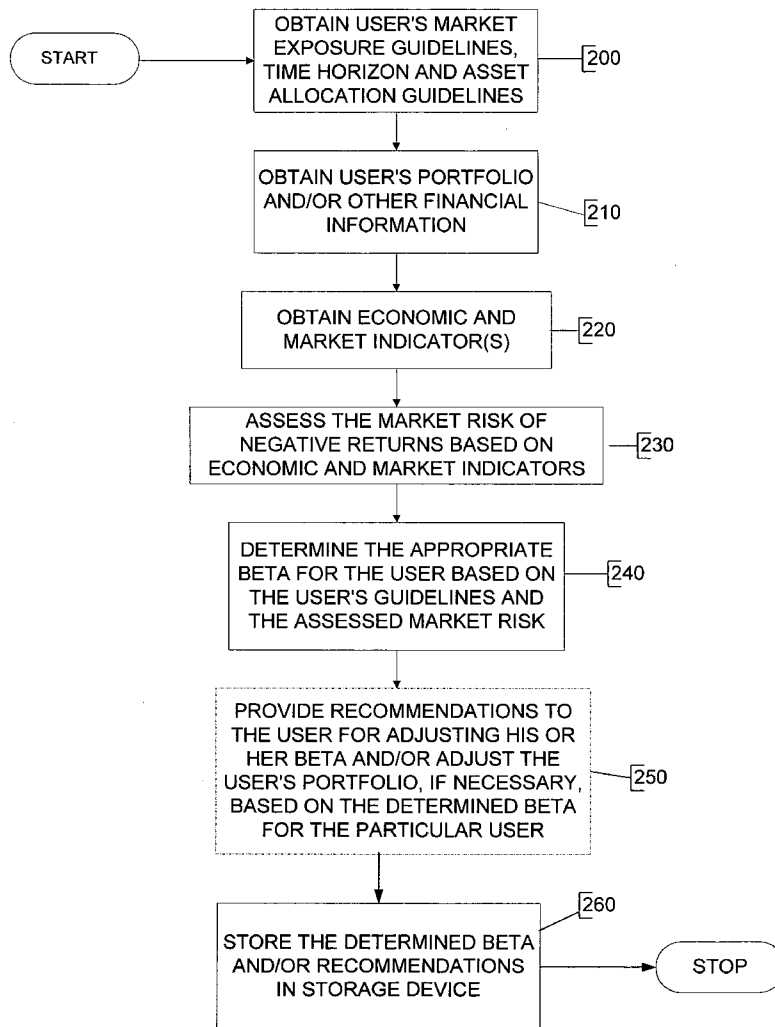 START
OBTAIN USER'S MARKET
EXPOSURE GUIDELINES,
TIME HORIZON AND ASSET
ALLOCATION GUIDELINES
200
OBTAIN USER'S PORTFOLIO
AND/OR OTHER FINANCIAL
INFORMATION
210
OBTAIN ECONOMIC AND
MARKET INDICATOR(S)
220
ASSESS THE MARKET RISK OF
NEGATIVE RETURNS BASED ON
ECONOMIC AND MARKET INDICATORS
230
DETERMINE THE APPROPRIATE
BETA FOR THE USER BASED ON
THE USER'S GUIDELINES AND
THE ASSESSED MARKET RISK
240
PROVIDE RECOMMENDATIONS TO
THE USER FOR ADJUSTING HIS OR
HER BETA AND/OR ADJUST THE
USER'S PORTFOLIO, IF NECESSARY,
BASED ON THE DETERMINED BETA
FOR THE PARTICULAR USER
250
260
STORE THE DETERMINED BETA
AND/OR RECOMMENDATIONS
IN STORAGE DEVICE
STOP